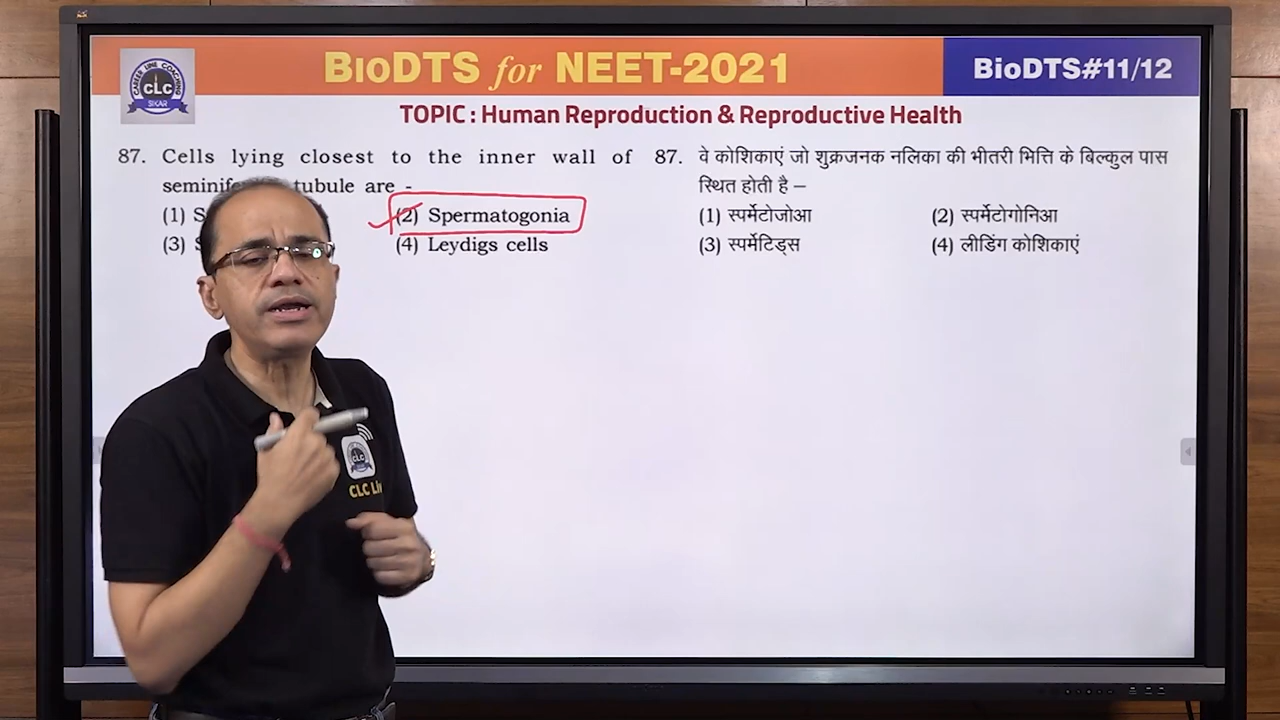 BIODTS for NEET-2021
BIODTS#11/12
CAREER LINE COACHING
CLC
SIKAR
TOPIC : Human Reproduction & Reproductive Health
87. Cells lying closest to the inner wall of
tubule are -
(1) (2) Spermatogonia
(3) (4) Leydigs cells
87. वे कोशिकाएं जो शुक्रजनक नलिका की भीतरी भित्ति के बिल्कुल पास
स्थित होती है –
(1) स्पर्मेटोजोआ (2) स्पर्मेटोगोनिआ
(3) स्पर्मेटिड्स (4) लीडिंग कोशिकाएं
CLC